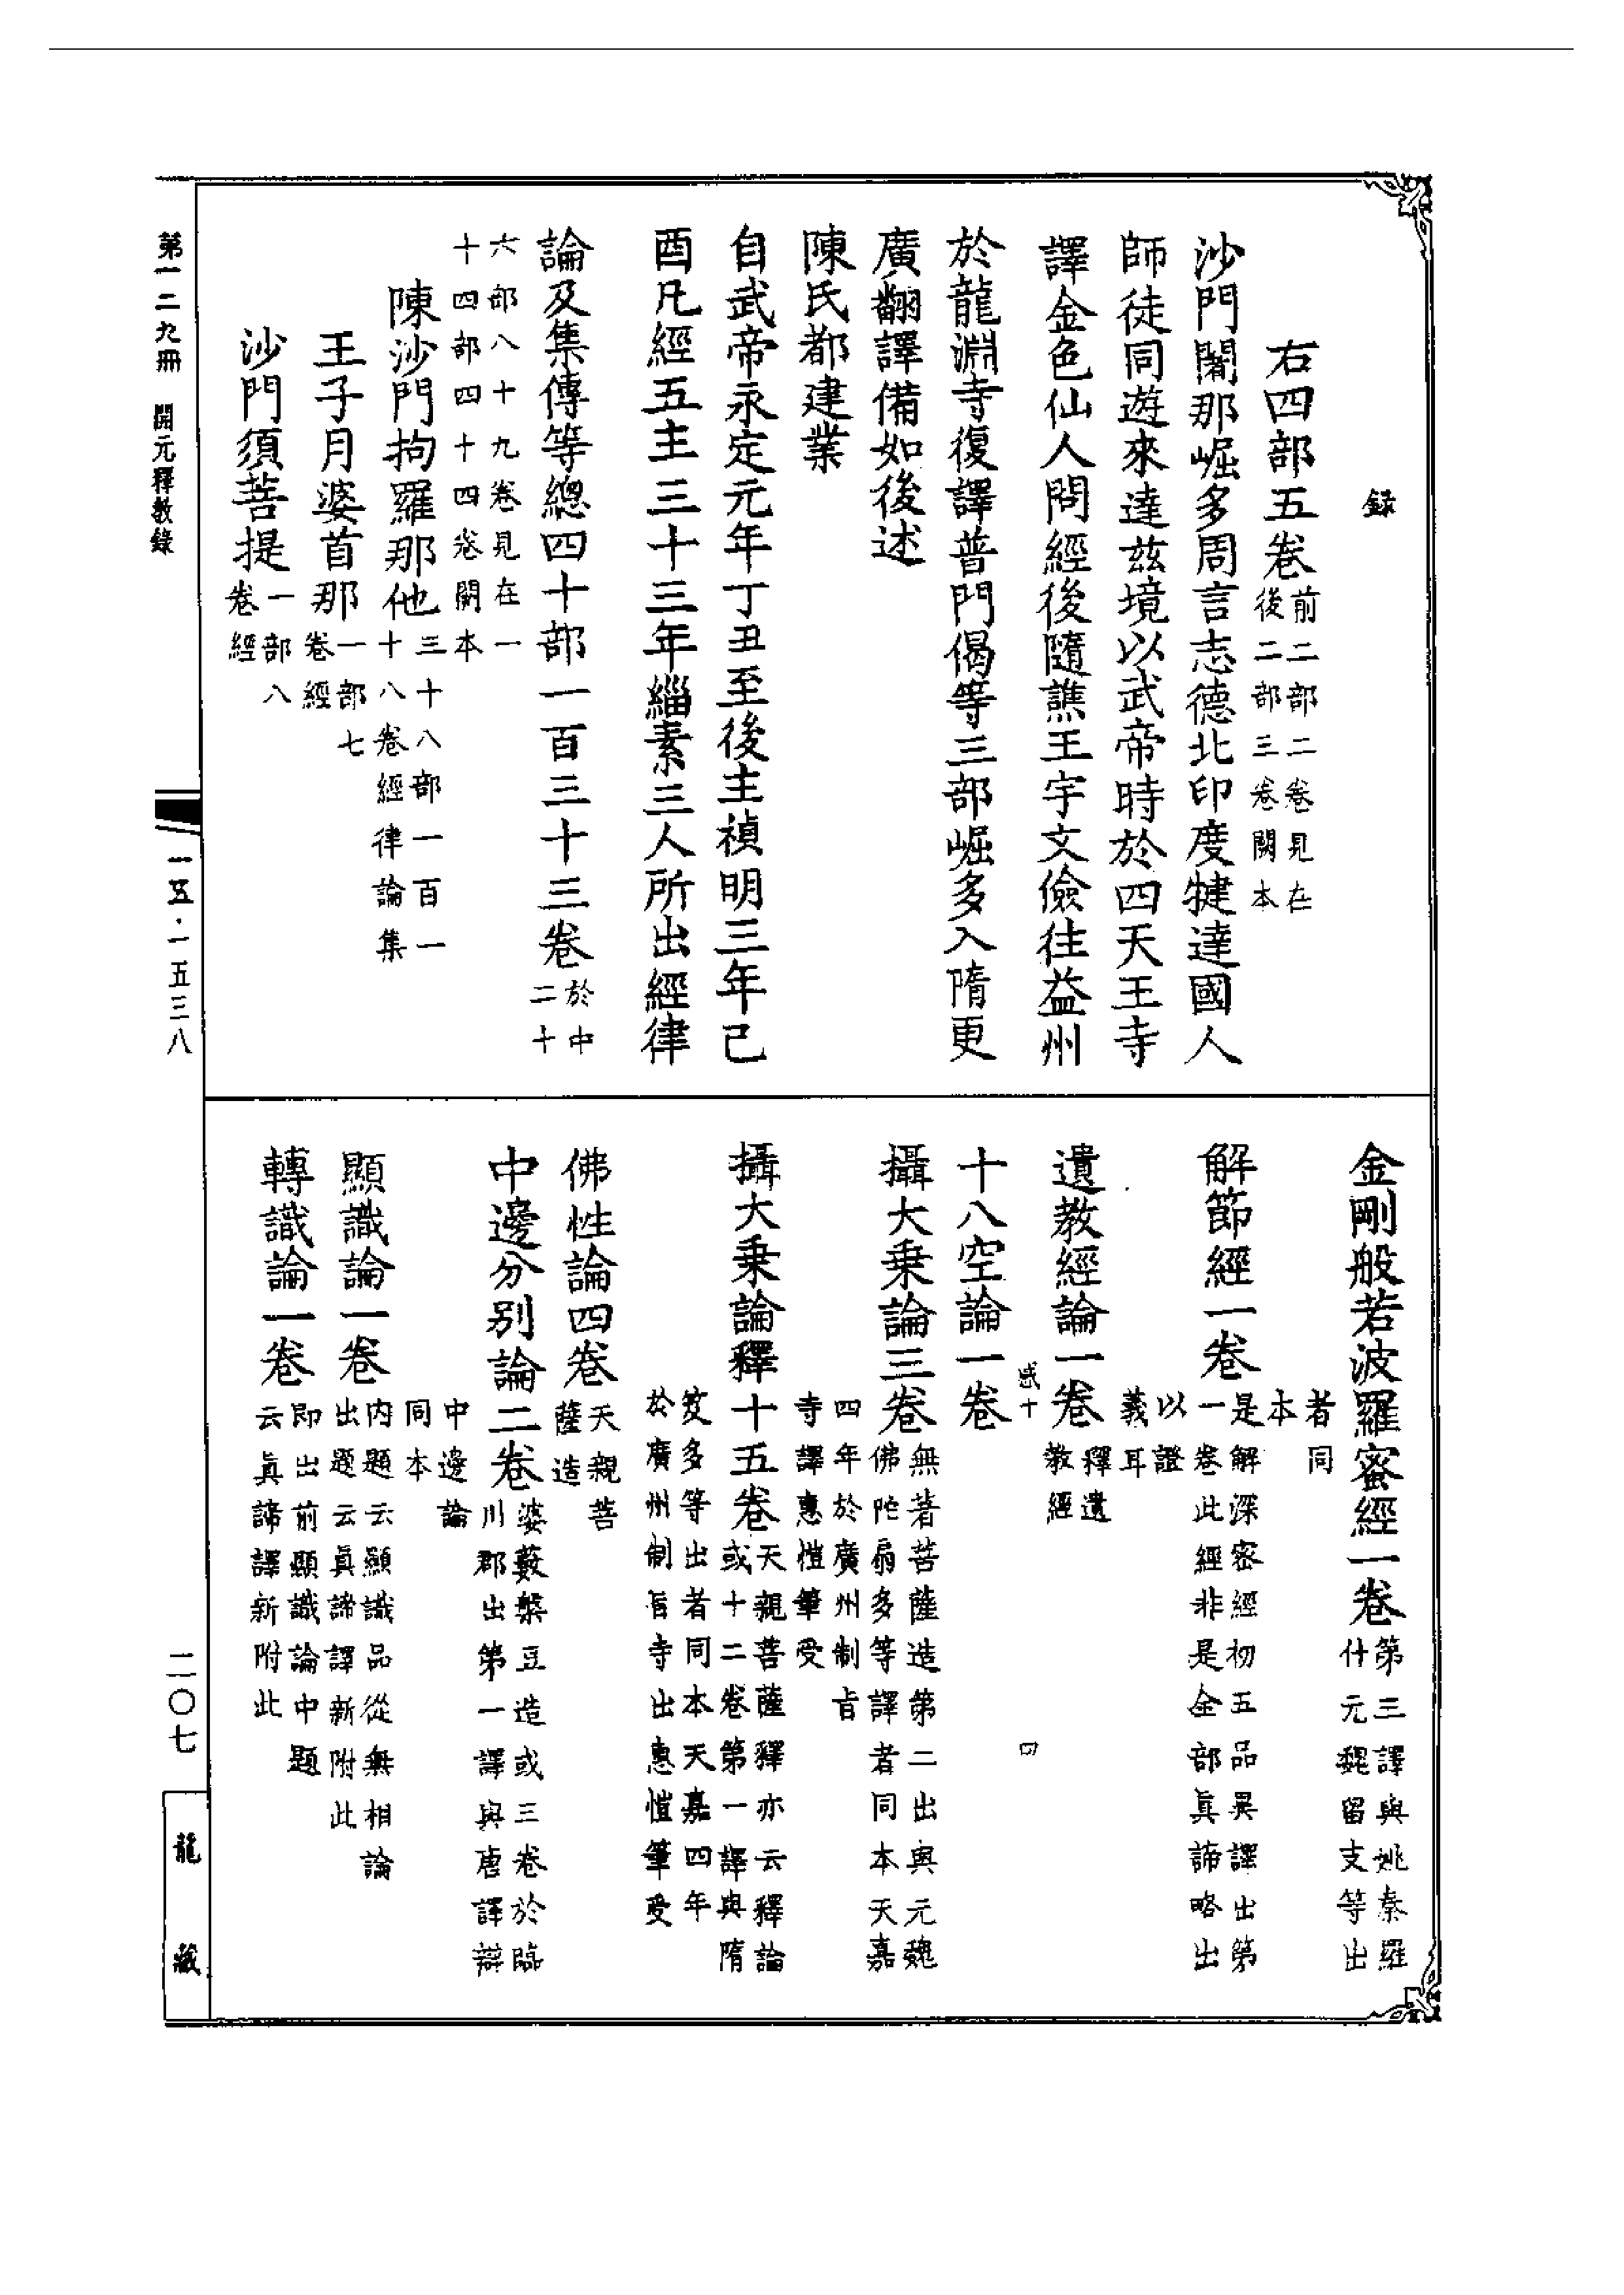 録
右四部五卷前二部二卷見在
後二部三卷闕本
沙門闍那崛多周言志德北印度犍達國人
師徒同遊來達茲境以武帝時於四天王寺
譯金色仙人問經後隨譙王宇文儉往益州
於龍淵寺復譯普門偈等三部崛多入隋更
廣翻譯備如後述
陳氏都建業
自武帝永定元年丁丑至後主禎明三年己
酉凡經五主三十三年緇素三人所出經律
論及集傳等總四十部一百三十三卷於中
二十
六部八十九卷見在一
十四部四十四卷闕本
陳沙門拘羅那他三十八部一百一
十八卷經律論集
王子月婆首那一部七
卷經
沙門須菩提一部八
卷經
金剛般若波羅蜜經一卷第三譯與姚秦羅
什元魏留支等出
者同
本
解節經一卷是解深密經初五品異譯出第
一卷此經非是全部真諦略出
以證
義耳
遺教經論一卷釋遺
教經
感十
四
十八空論一卷
攝大乗論三卷無著菩薩造第二出與元魏
佛陀扇多等譯者同本天嘉
四年於廣州制旨
寺譯惠愷筆受
攝大乗論釋十五卷天親菩薩釋亦云釋論
或十二卷第一譯與隋
笈多等出者同本天嘉四年
於廣州制旨寺出惠愷筆受
佛性論四卷天親菩
薩造
中邊分别論二卷婆藪槃豆造或三卷於臨
川郡出第一譯與唐譯辯
中邊論
同本
顯識論一卷内題云顯識品從無相論
出題云眞諦譯新附此
轉識論一卷即出前顯識論中題
云眞諦譯新附此
第一二九冊　開元釋教錄
一五·一五三八
二〇七
龍藏